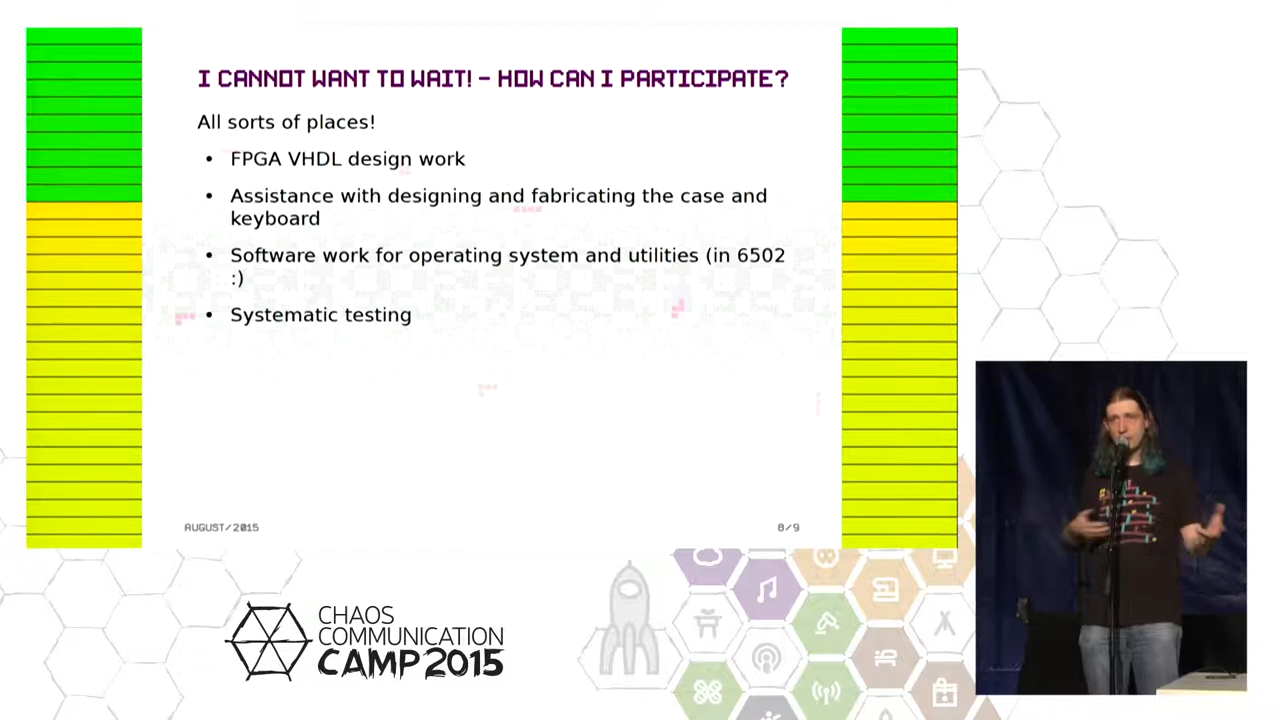 I CANNOT WANT TO WAIT! - HOW CAN I PARTICIPATE?
All sorts of places!
• FPGA VHDL design work
• Assistance with designing and fabricating the case and
keyboard
• Software work for operating system and utilities (in 6502
:)
• Systematic testing
AUGUST/2015
8/9
CHAOS
COMMUNICATION
CAMP 2015